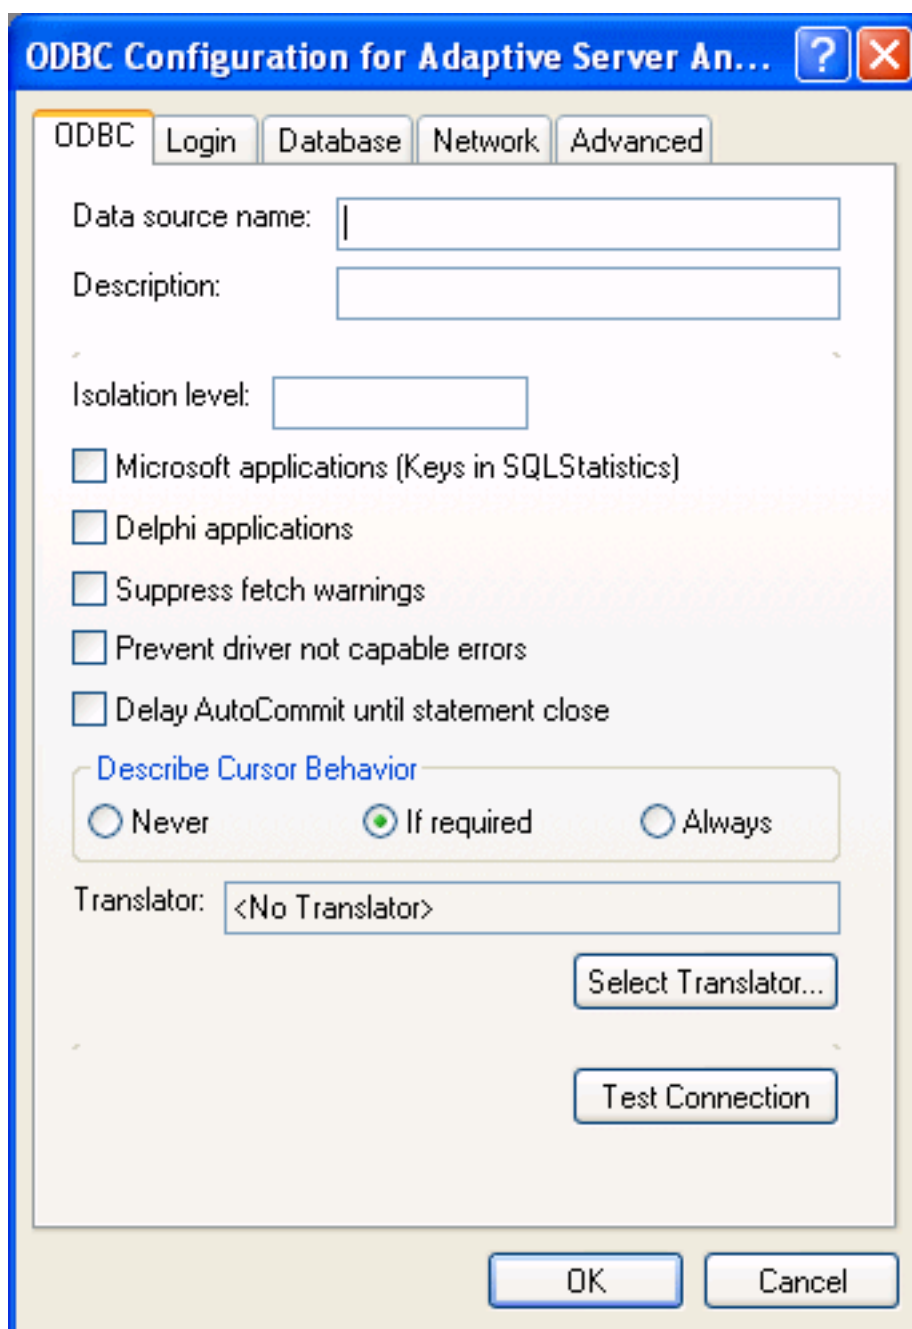 ODBC Configuration for Adaptive Server An...
ODBC Login Database Network Advanced
Data source name:
Description:
Isolation level:
Microsoft applications (Keys in SQLStatistics)
Delphi applications
Suppress fetch warnings
Prevent driver not capable errors
Delay AutoCommit until statement close
Describe Cursor Behavior
Never If required Always
Translator: <No Translator>
Select Translator...
Test Connection
OK Cancel